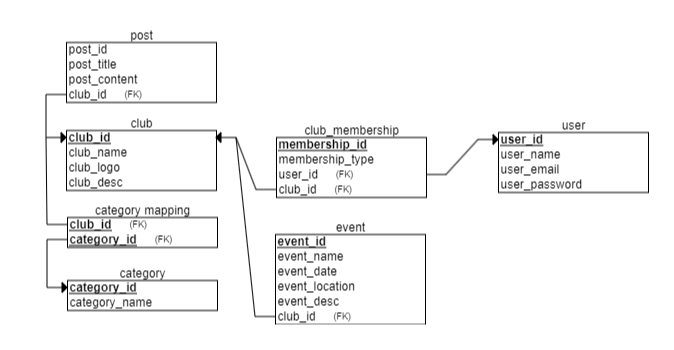 post
post_id
post_title
post_content
club_id (FK)
club
club_id
club_name
club_logo
club_desc
category mapping
club_id (FK)
category_id (FK)
category
category_id
category_name
club_membership
membership_id
membership_type
user_id (FK)
club_id (FK)
event
event_id
event_name
event_date
event_location
event_desc
club_id (FK)
user
user_id
user_name
user_email
user_password